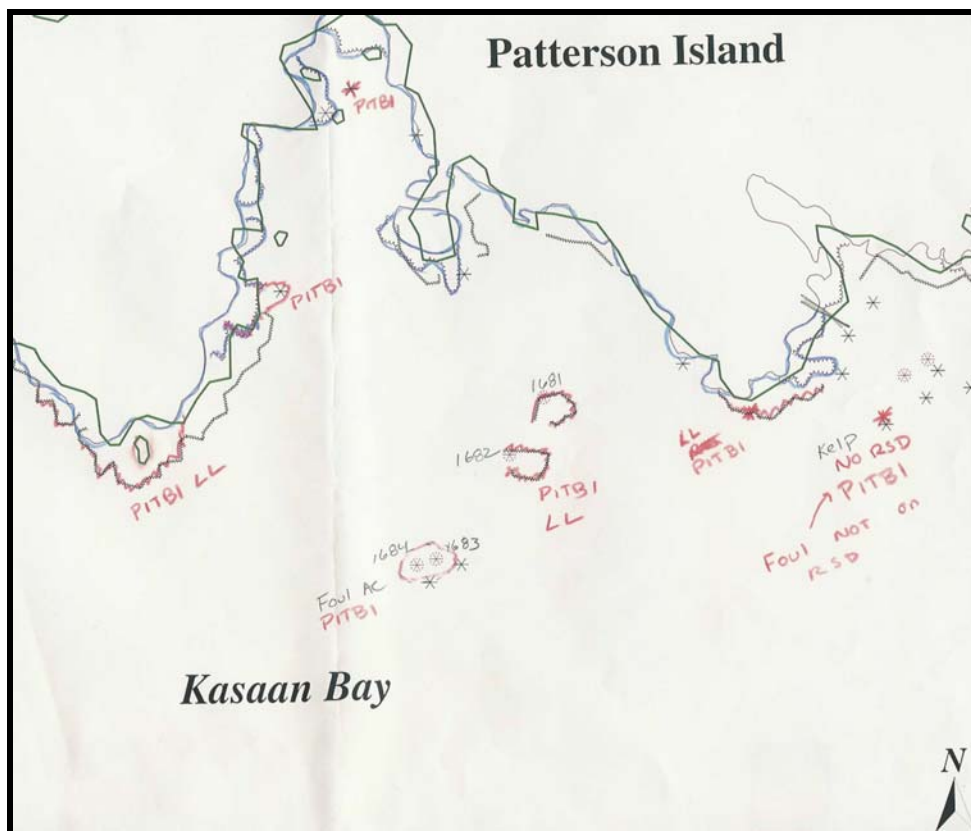 Patterson Island
PITBI
PITBI
1681
1682
PITBI
LL
LL
PITBI
Kelp
NO RSD
PITBI
Foul NOT on
RSD
PITBI LL
1684 1683
Foul AC
PITBI
Kasaan Bay
N